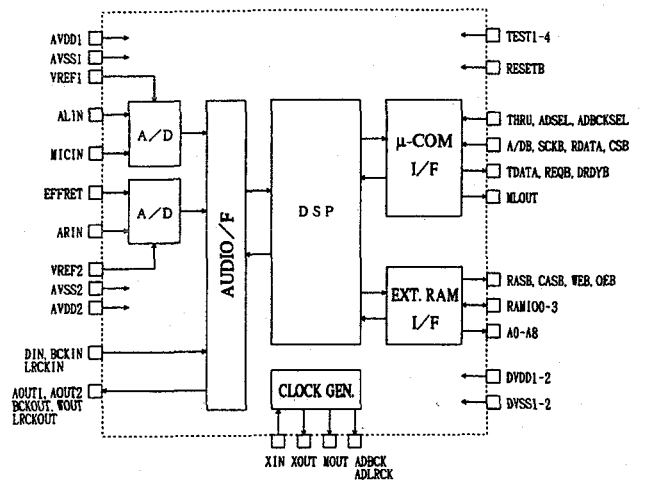 AVDD1
AVSS1
VREF1
ALIN
MICIN
EFFRET
ARIN
VREF2
AVSS2
AVDD2
DIN, BCKIN
LRCKIN
AOUT1, AOUT2
BCKOUT, WOUT
LRCKOUT
A/D
A/D
AUDIO/F
DSP
μ-COM
I/F
EXT. RAM
I/F
CLOCK GEN.
XIN
XOUT
MOUT
ADBCK
ADLRCK
TEST1-4
RESETB
THRU, ADSEL, ADBCKSEL
A/DB, SCKB, RDATA, CSB
TDATA, REQB, DRDYB
MLOUT
RASB, CASB, WEB, OEB
RAMIO0-3
A0-A8
DVDD1-2
DVSS1-2